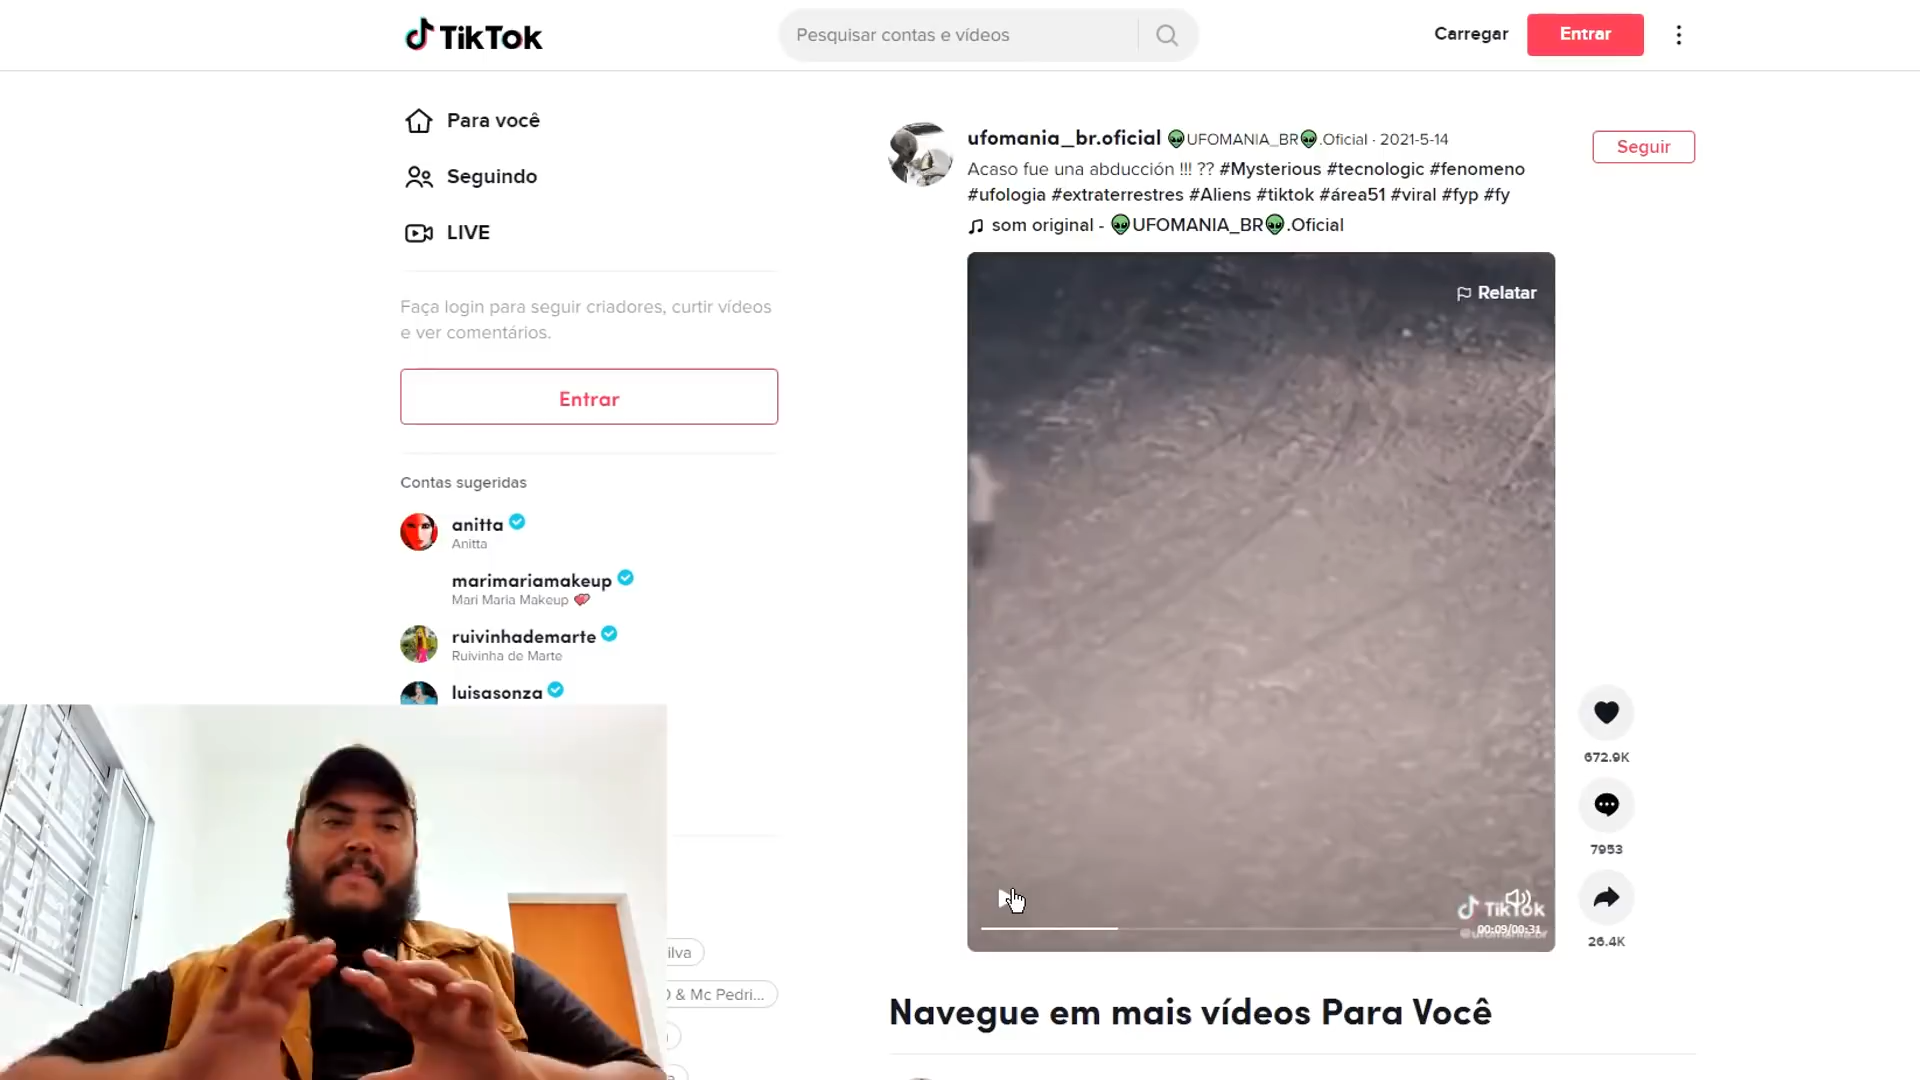 TikTok
Pesquisar contas e vídeos
Carregar
Entrar
Para você
Seguindo
LIVE
Faça login para seguir criadores, curtir vídeos
e ver comentários.
Entrar
Contas sugeridas
anitta
Anitta
marimariamakeup
Mari Maria Makeup
ruivinhademarte
Ruivinha de Marte
luisasonza
ilva
& Mc Pedri...
ufomania_br.oficial 👽UFOMANIA_BR👽.Oficial · 2021-5-14
Seguir
Acaso fue una abducción !!! ?? #Mysterious #tecnologic #fenomeno
#ufologia #extraterrestres #Aliens #tiktok #área51 #viral #fyp #fy
som original - 👽UFOMANIA_BR👽.Oficial
Relatar
TikTok
00:09/00:31
672.9K
7953
26.4K
Navegue em mais vídeos Para Você